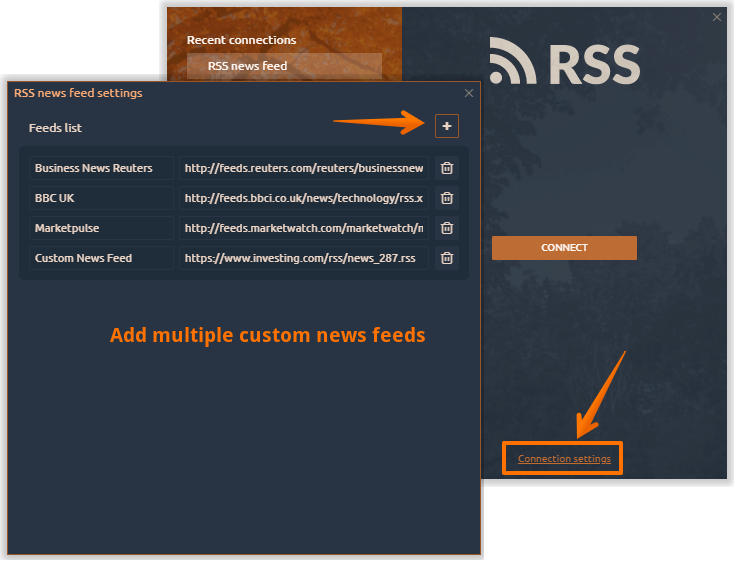 Recent connections
RSS news feed
RSS
RSS news feed settings
Feeds list
Business News Reuters http://feeds.reuters.com/reuters/businessnew
BBC UK http://feeds.bbci.co.uk/news/technology/rss.x
Marketpulse http://feeds.marketwatch.com/marketwatch/
Custom News Feed https://www.investing.com/rss/news_287.rss
CONNECT
Add multiple custom news feeds
Connection settings